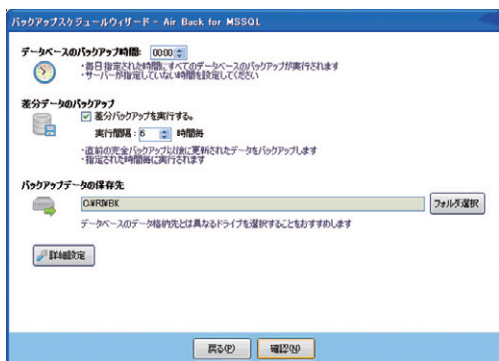 バックアップスケジュールウィザード - Air Back for MSSQL
データベースのバックアップ時間: 00:00
・毎日指定された時間にすべてのデータベースのバックアップが実行されます
・サーバーが指定していない時間を設定してください
差分データのバックアップ
差分バックアップを実行する。
実行間隔: 6 時間毎
・直前の完全バックアップ以後に更新されたデータをバックアップします
・指定された時間毎に実行されます
バックアップデータの保存先
フォルダ選択
データベースのデータ格納先とは異なるドライブを選択することをおすすめします
詳細設定
戻る(P) 確認(N)